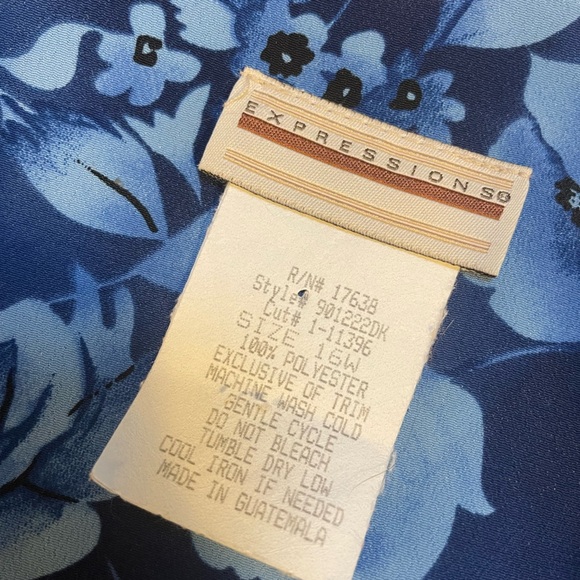 EXPRESSIONS®
R/N# 17638
Style# 901222DK
Cut# 1-11396
SIZE 16W
100% POLYESTER
EXCLUSIVE OF TRIM
MACHINE WASH COLD
GENTLE CYCLE
DO NOT BLEACH
TUMBLE DRY LOW
COOL IRON IF NEEDED
MADE IN GUATEMALA